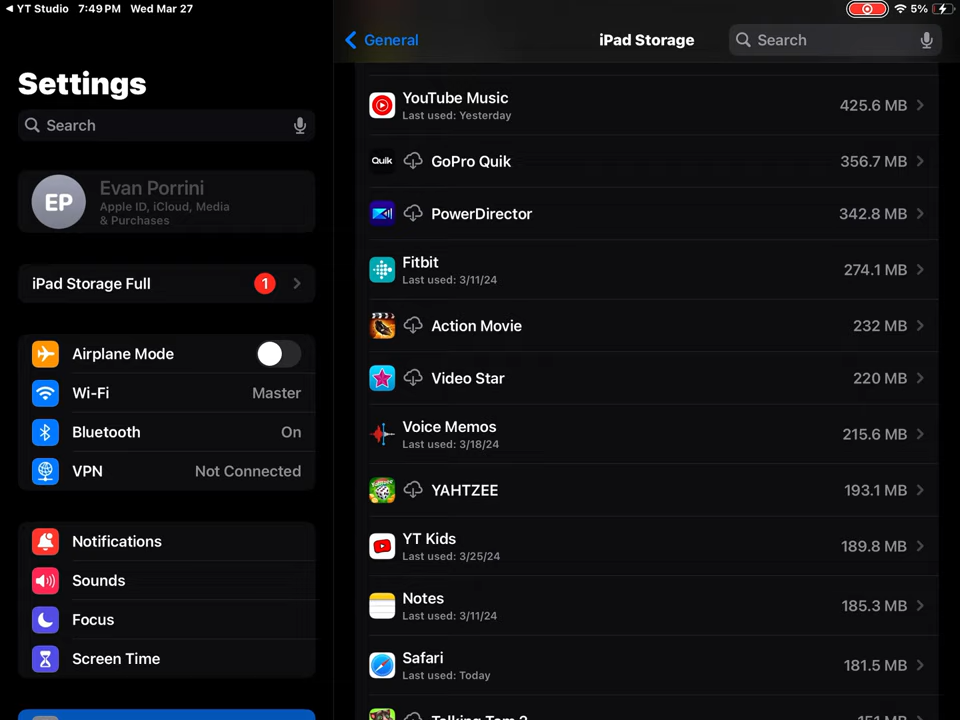 YT Studio 7:49 PM Wed Mar 27
5%
Settings
Search
EP
Evan Porrini
Apple ID, iCloud, Media
& Purchases
iPad Storage Full 1
Airplane Mode
Wi-Fi Master
Bluetooth On
VPN Not Connected
Notifications
Sounds
Focus
Screen Time
General iPad Storage Search
YouTube Music 425.6 MB
Last used: Yesterday
Quik GoPro Quik 356.7 MB
PowerDirector 342.8 MB
Fitbit 274.1 MB
Last used: 3/11/24
Action Movie 232 MB
Video Star 220 MB
Voice Memos 215.6 MB
Last used: 3/18/24
YAHTZEE 193.1 MB
YT Kids 189.8 MB
Last used: 3/25/24
Notes 185.3 MB
Last used: 3/11/24
Safari 181.5 MB
Last used: Today